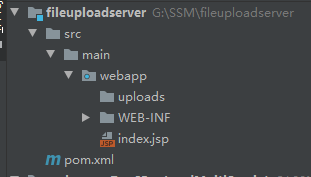 fileuploadserver G:\SSM\fileuploadserver
src
main
webapp
uploads
WEB-INF
index.jsp
pom.xml